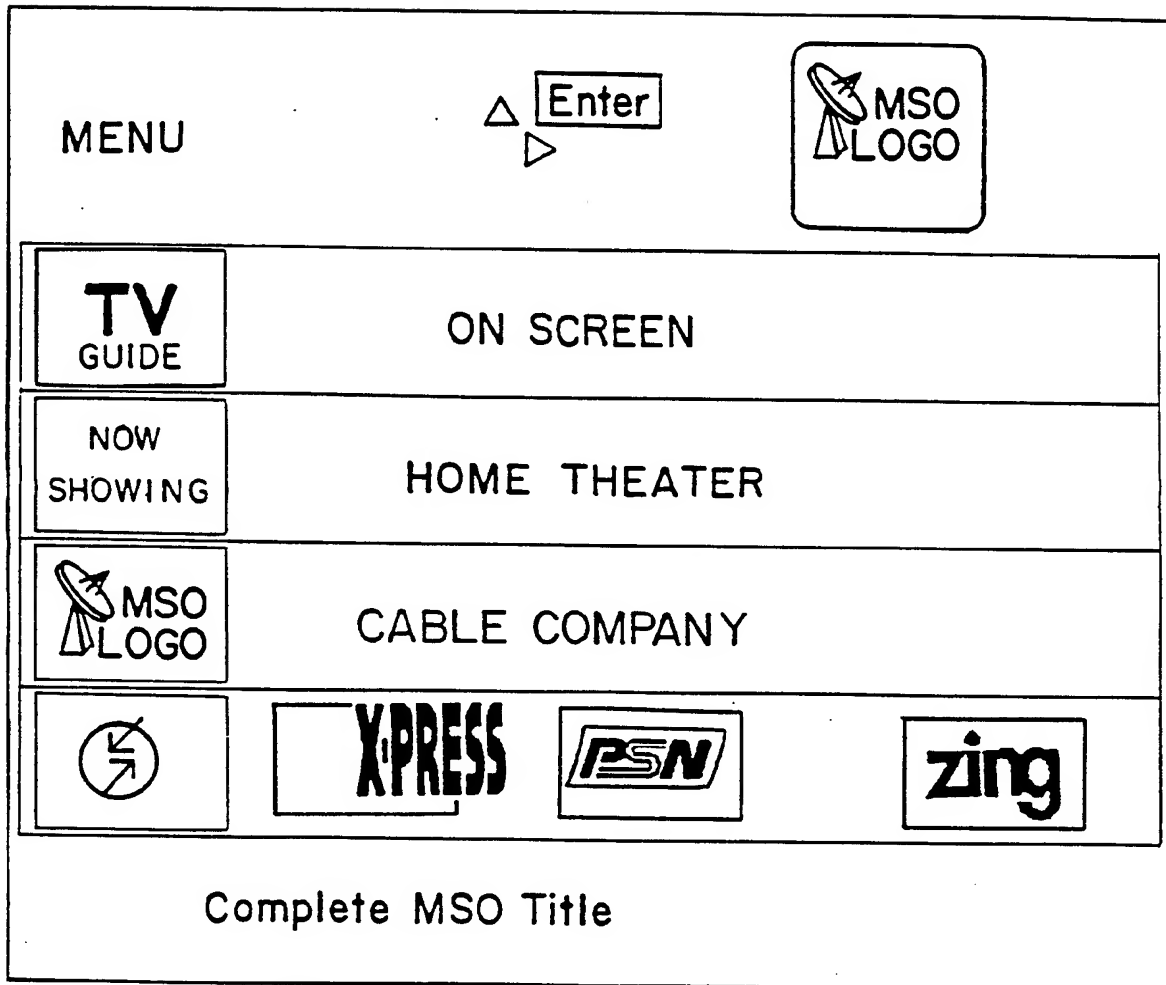 MENU
Enter
MSO
LOGO
TV
GUIDE
ON SCREEN
NOW
SHOWING
HOME THEATER
MSO
LOGO
CABLE COMPANY
X·PRESS
PSN
zing
Complete MSO Title